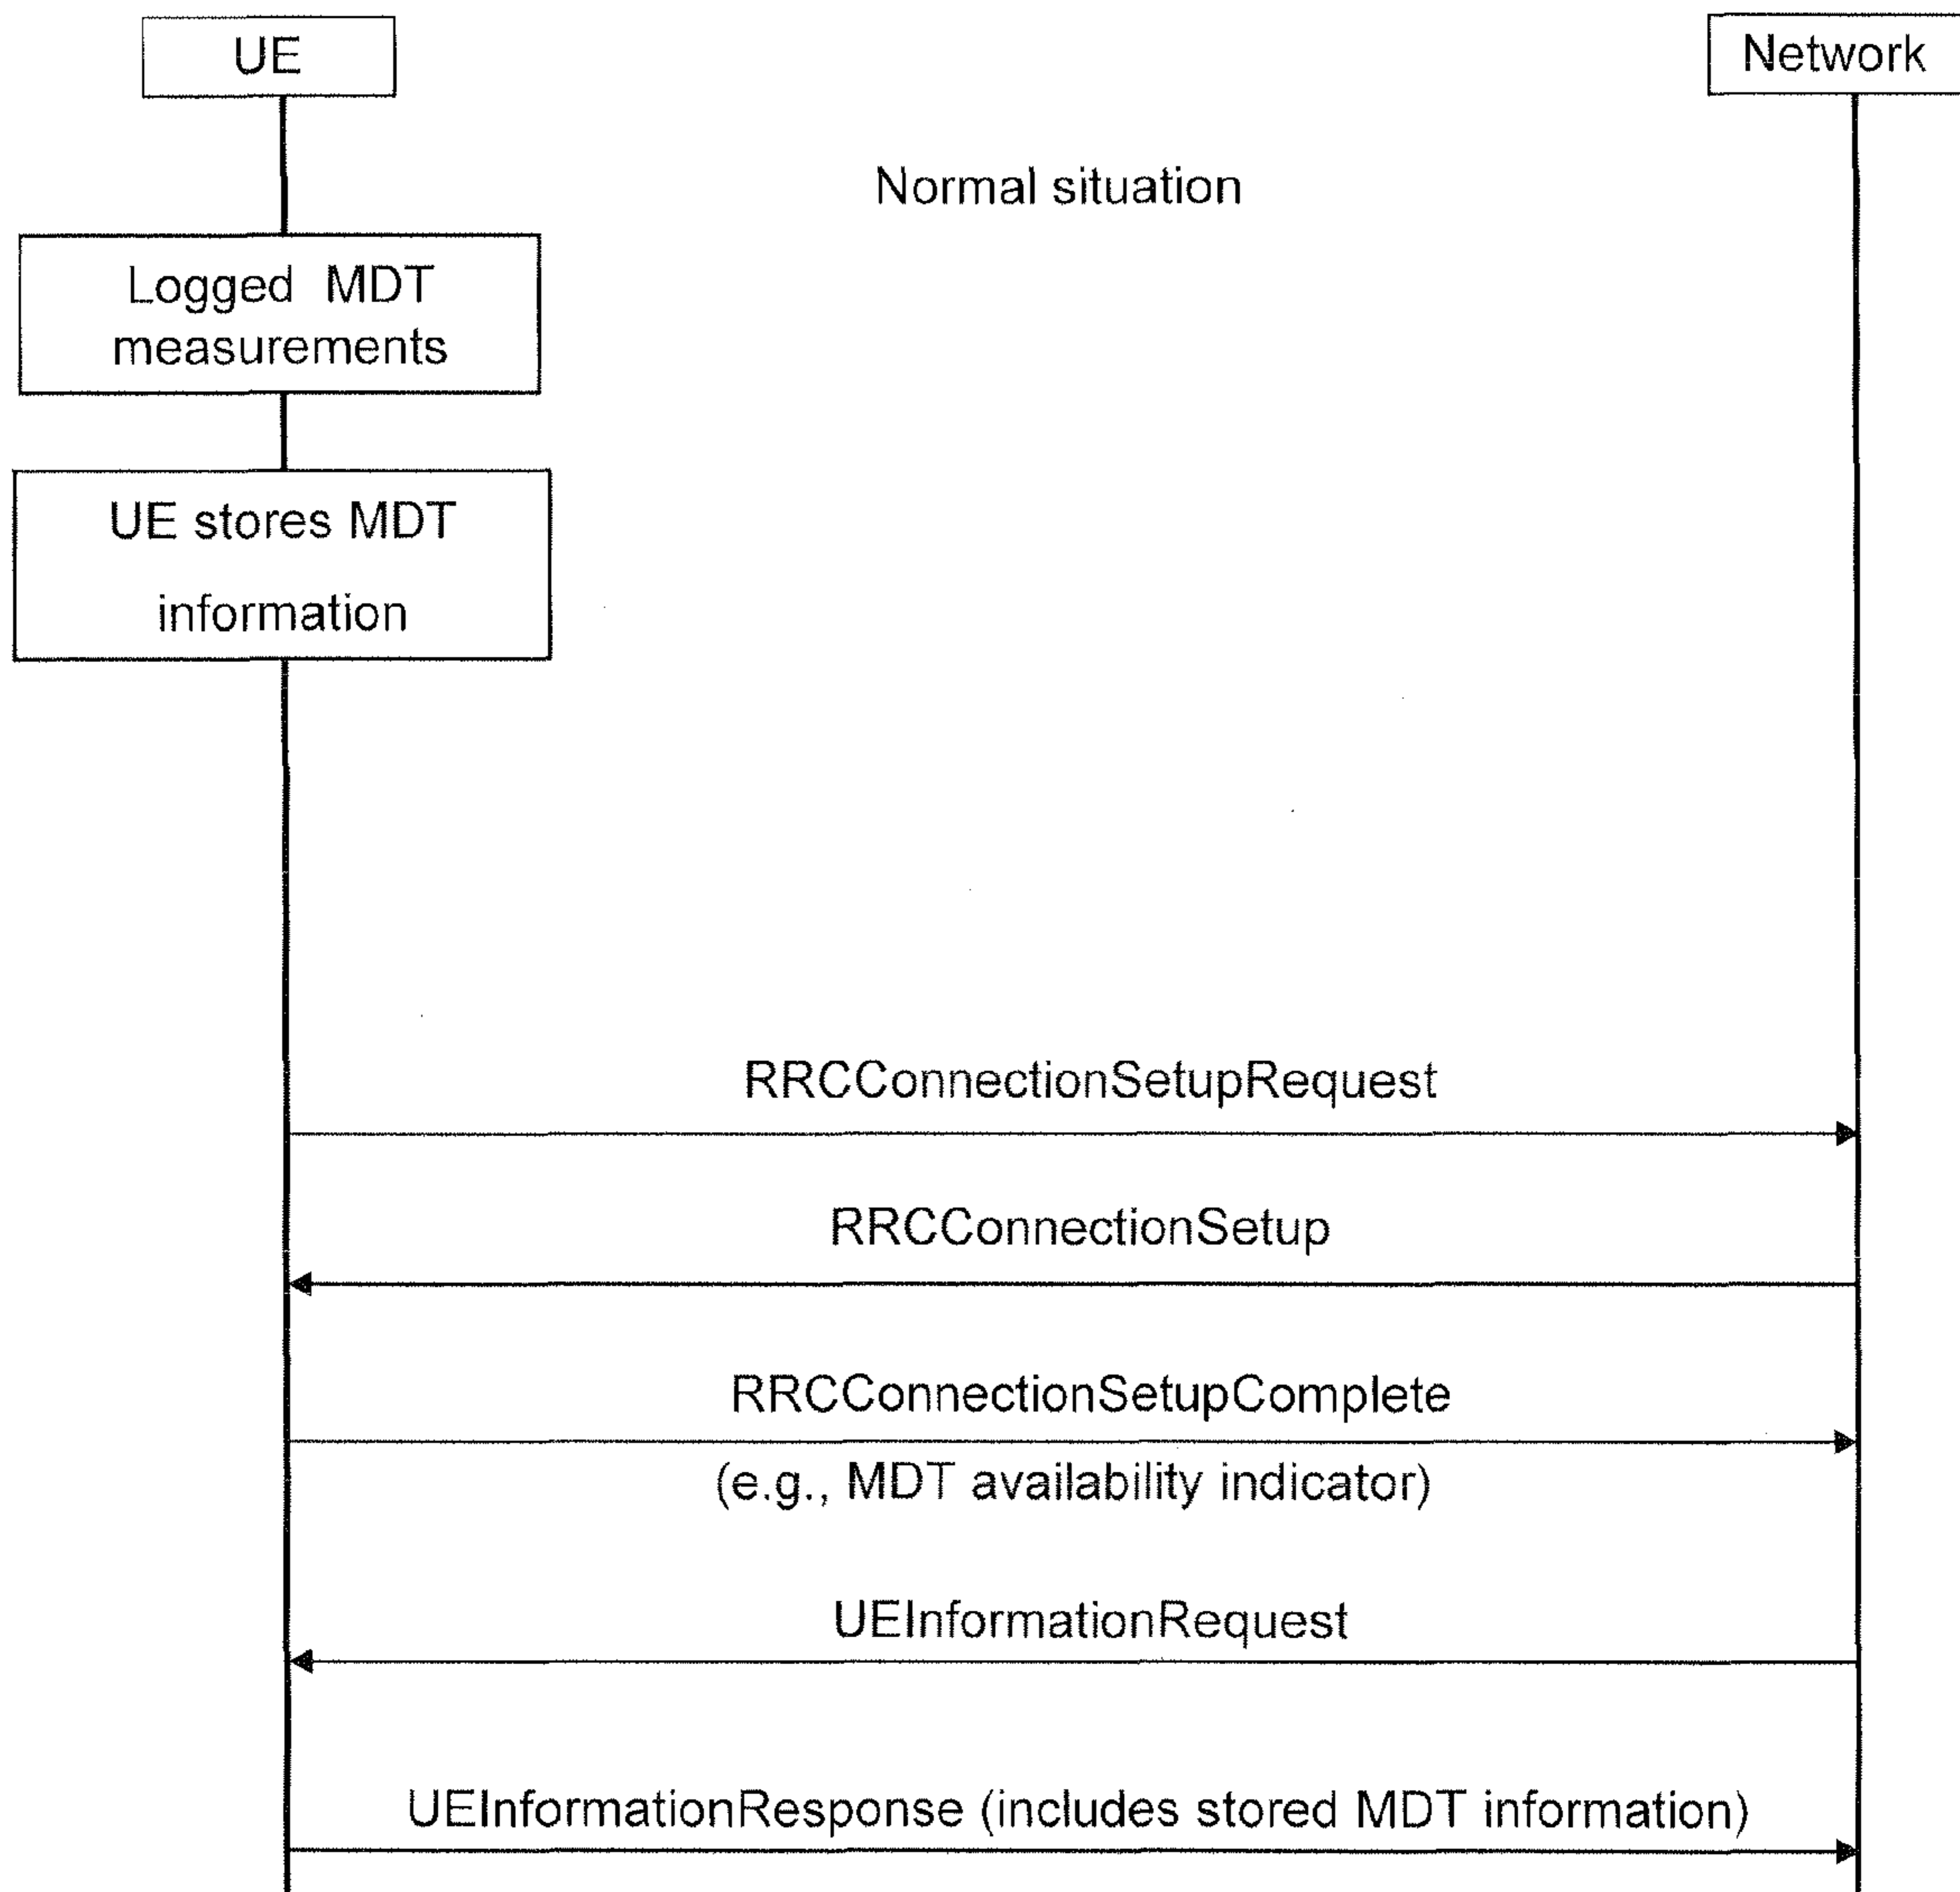 UE
Network
Normal situation
Logged MDT
measurements
UE stores MDT
information
RRCConnectionSetupRequest
RRCConnectionSetup
RRCConnectionSetupComplete
(e.g., MDT availability indicator)
UEInformationRequest
UEInformationResponse (includes stored MDT information)